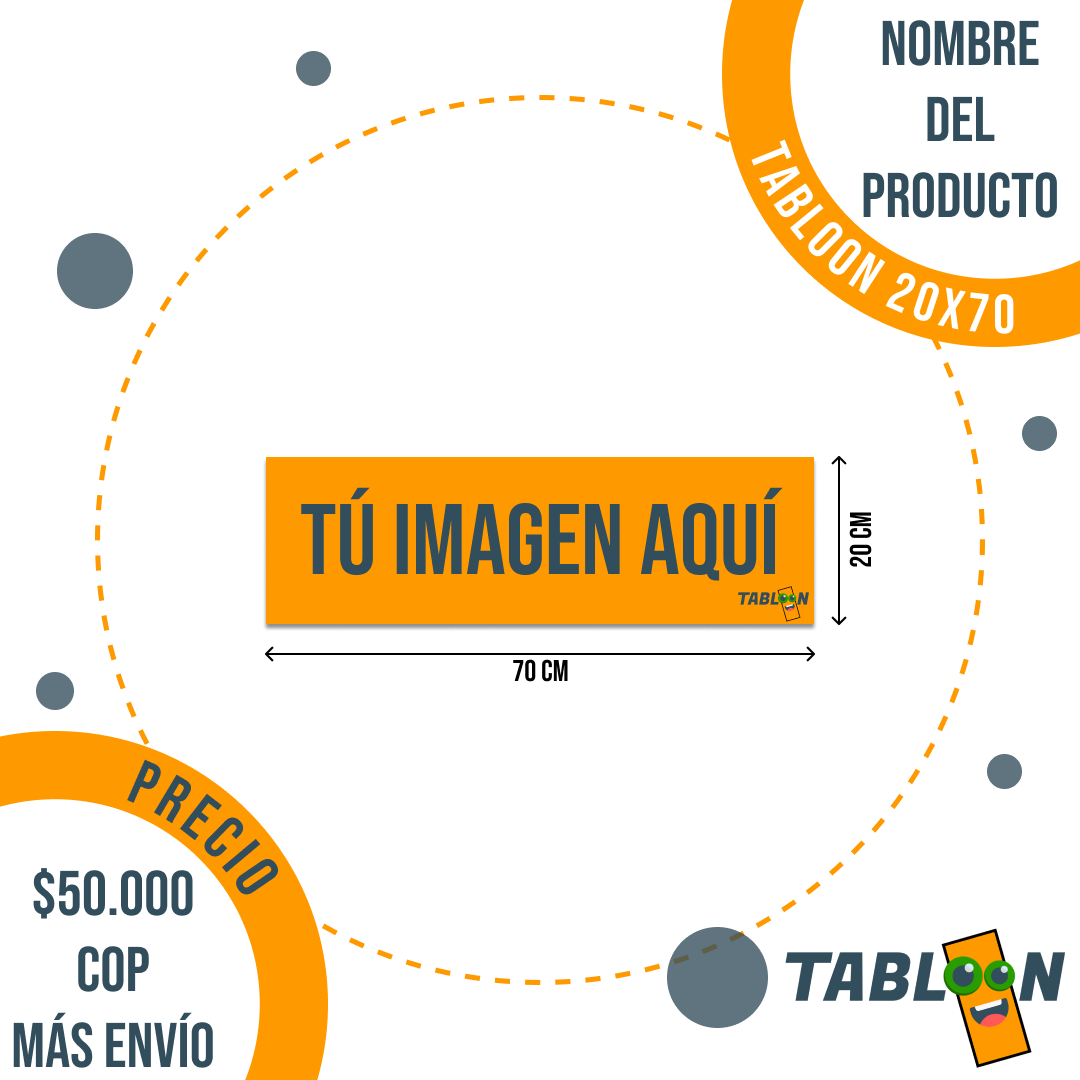 NOMBRE
DEL
PRODUCTO
TABLOON 20X70
TÚ IMAGEN AQUÍ
TABLOON
20 CM
70 CM
PRECIO
$50.000
COP
MÁS ENVÍO
TABLOON